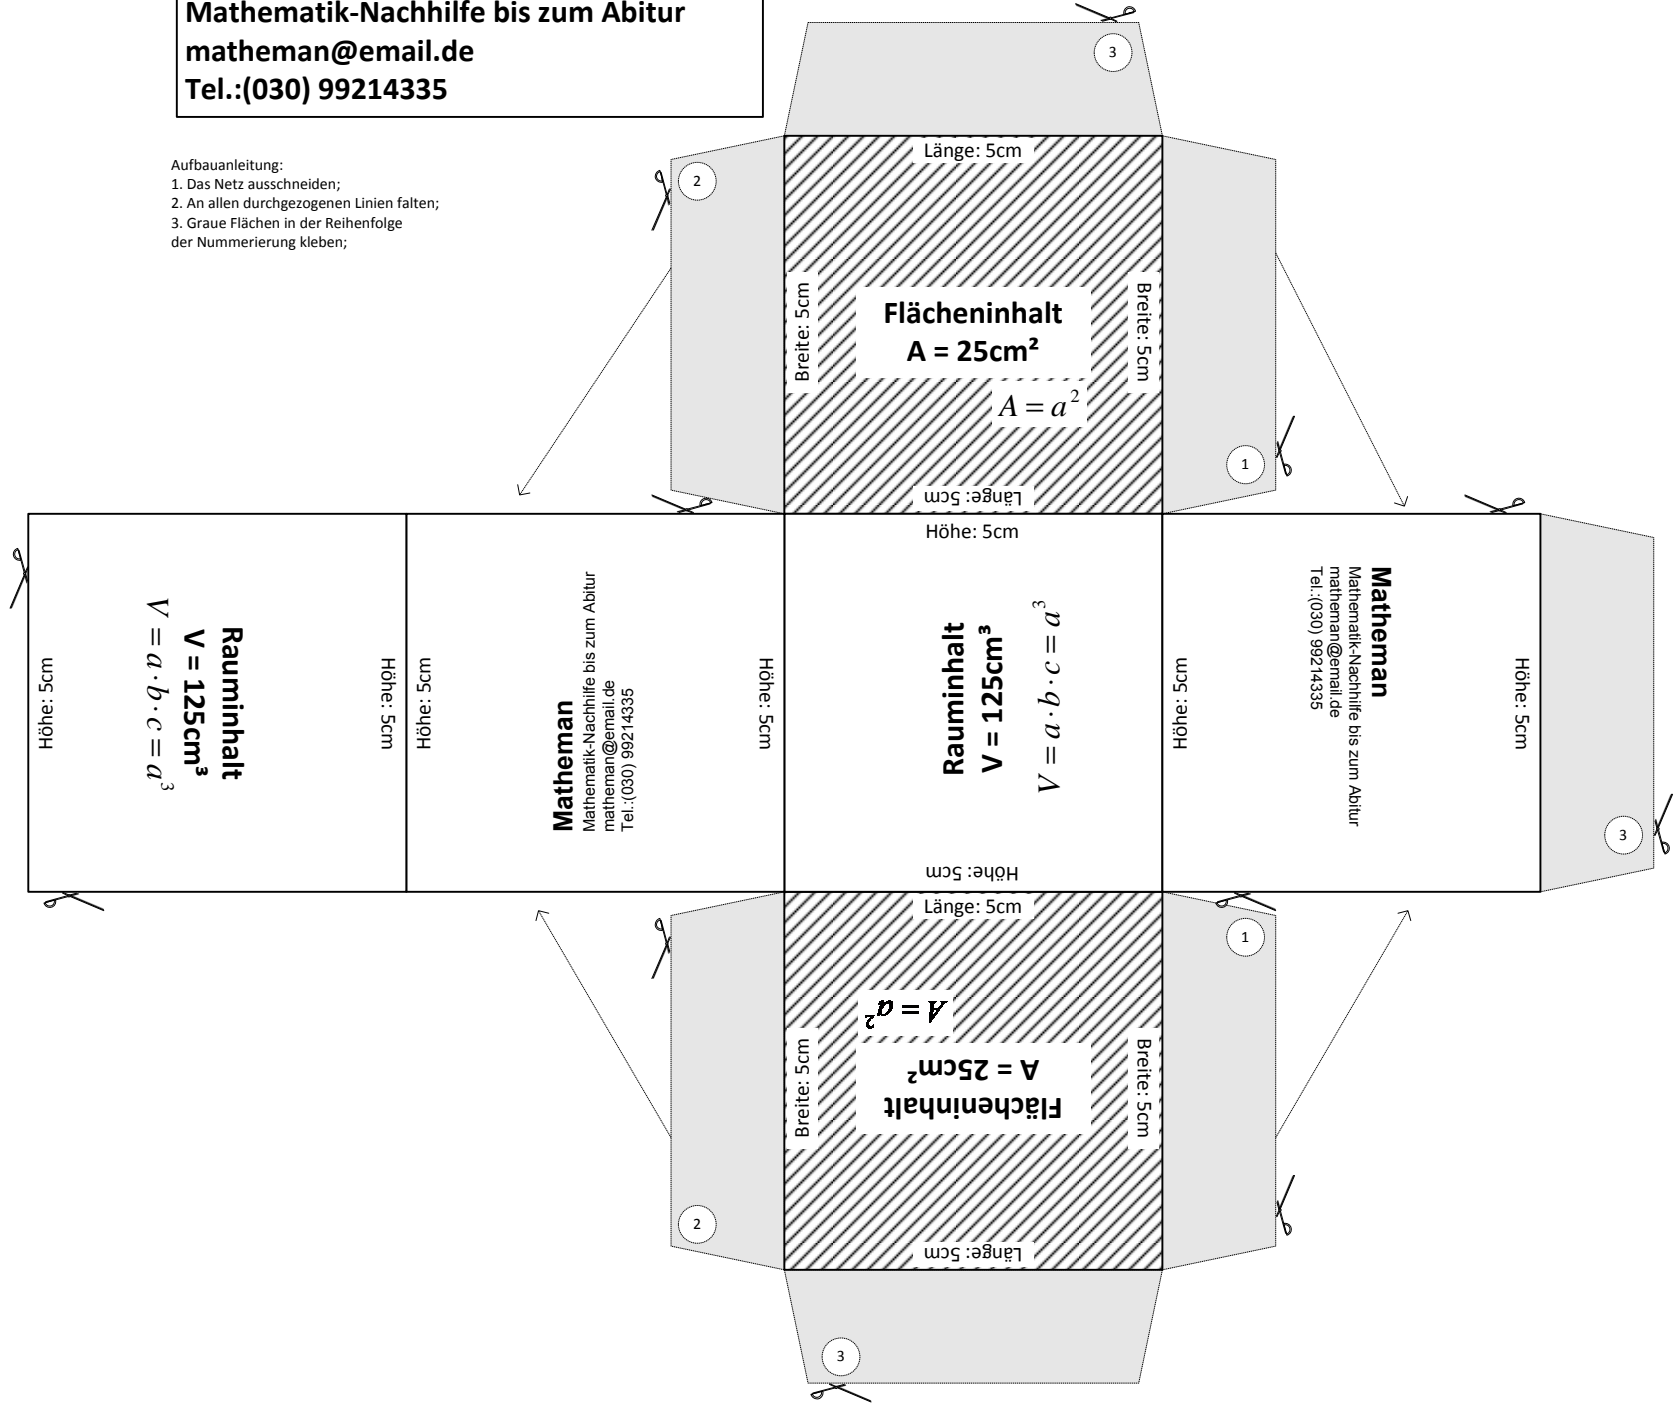 Mathematik-Nachhilfe bis zum Abitur
matheman@email.de
Tel.:(030) 99214335
Aufbauanleitung:
1. Das Netz ausschneiden;
2. An allen durchgezogenen Linien falten;
3. Graue Flächen in der Reihenfolge
der Nummerierung kleben;
3
2
Länge: 5cm
Breite: 5cm
Flächeninhalt
A = 25cm²
A = a²
Breite: 5cm
Länge: 5cm
1
Höhe: 5cm
Rauminhalt
V = 125cm³
V = a · b · c = a³
Höhe: 5cm
Höhe: 5cm
Matheman
Mathematik-Nachhilfe bis zum Abitur
matheman@email.de
Tel.:(030) 99214335
Höhe: 5cm
Höhe: 5cm
Rauminhalt
V = 125cm³
V = a · b · c = a³
Höhe: 5cm
Höhe: 5cm
Matheman
Mathematik-Nachhilfe bis zum Abitur
matheman@email.de
Tel.:(030) 99214335
Höhe: 5cm
3
Länge: 5cm
1
Breite: 5cm
Flächeninhalt
A = 25cm²
A = a²
Breite: 5cm
Länge: 5cm
2
3